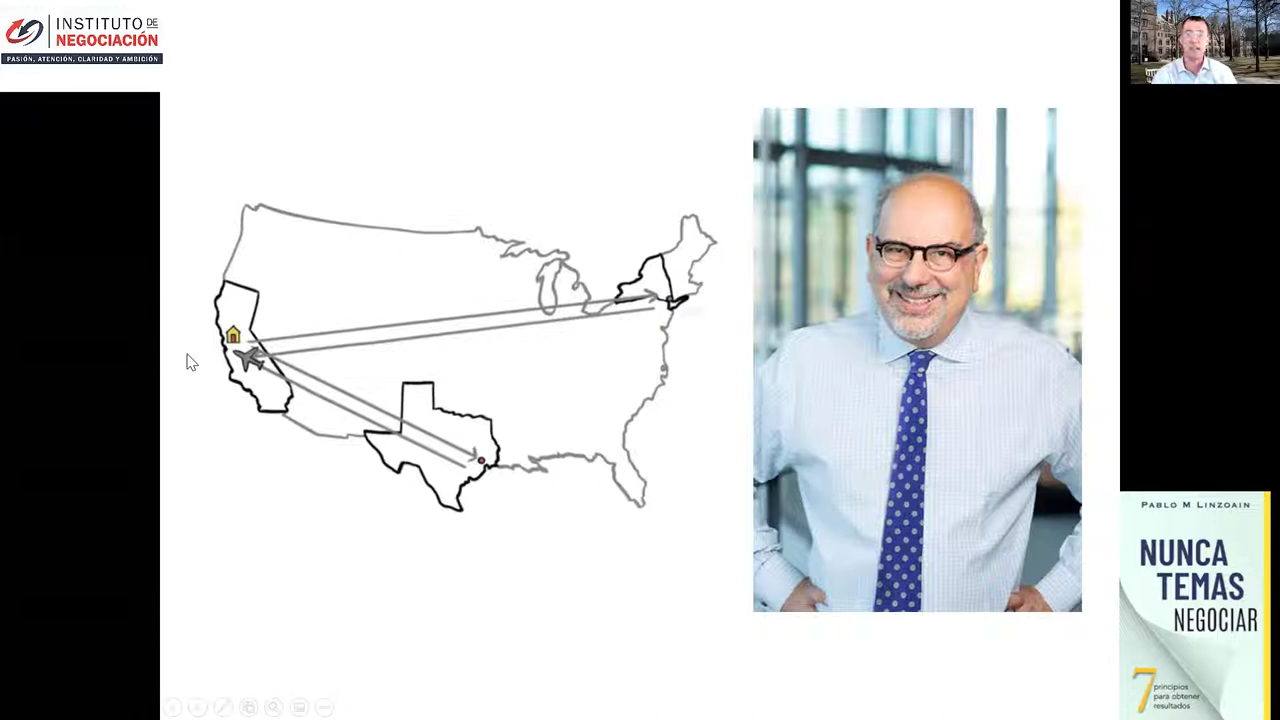 INSTITUTO DE
NEGOCIACIÓN
PASIÓN, ATENCIÓN, CLARIDAD Y AMBICIÓN
PABLO M LINZOAIN
NUNCA
TEMAS
NEGOCIAR
7 principios
para obtener
resultados